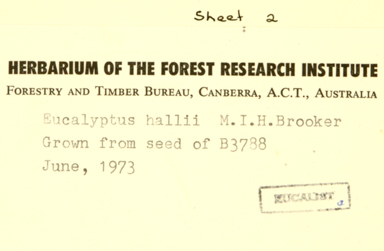 Sheet 2
HERBARIUM OF THE FOREST RESEARCH INSTITUTE
FORESTRY AND TIMBER BUREAU, CANBERRA, A.C.T., AUSTRALIA
Eucalyptus hallii M.I.H.Brooker
Grown from seed of B3788
June, 1973
EUCALIST